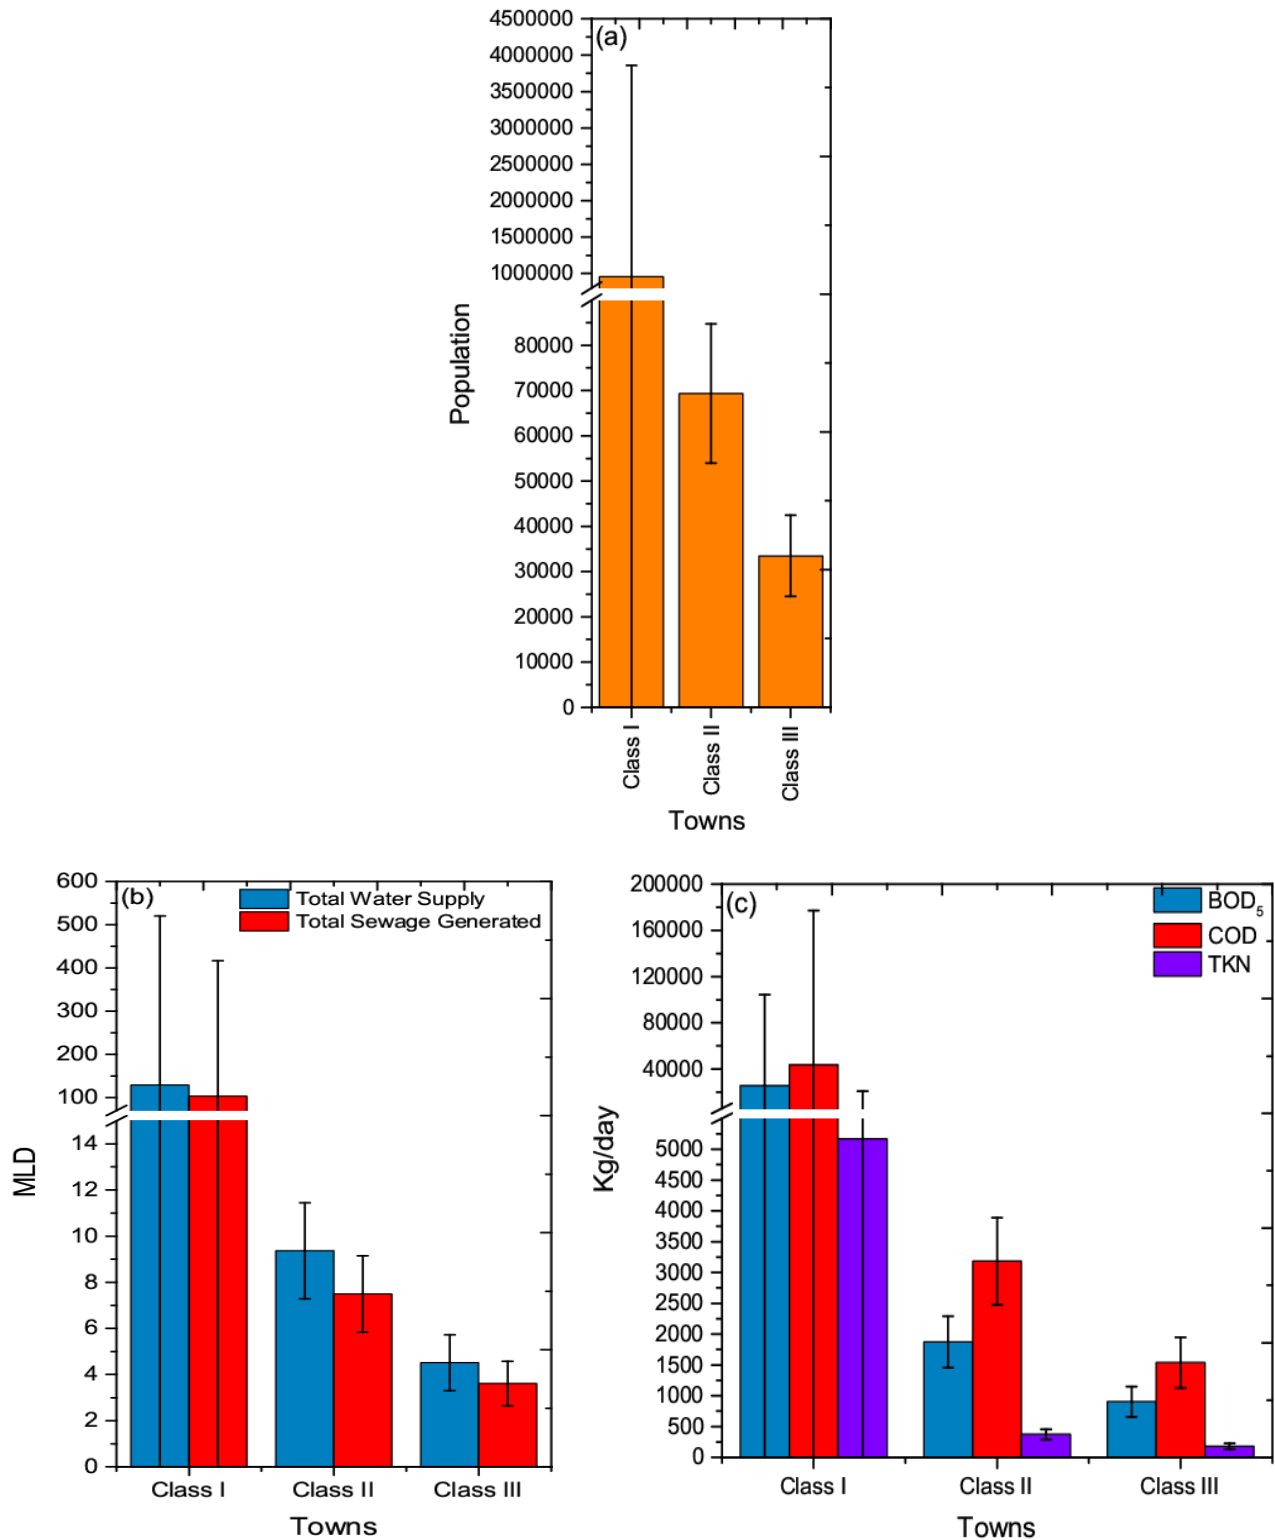 (a)
4500000
4000000
3500000
3000000
2500000
2000000
1500000
1000000
80000
70000
60000
50000
40000
30000
20000
10000
0
Population
Class I
Class II
Class III
Towns
(b)
Total Water Supply
Total Sewage Generated
600
500
400
300
200
100
14
12
10
8
6
4
2
0
MLD
Class I
Class II
Class III
Towns
(c)
BOD5
COD
TKN
200000
160000
120000
80000
40000
5000
4500
4000
3500
3000
2500
2000
1500
1000
500
0
Kg/day
Class I
Class II
Class III
Towns